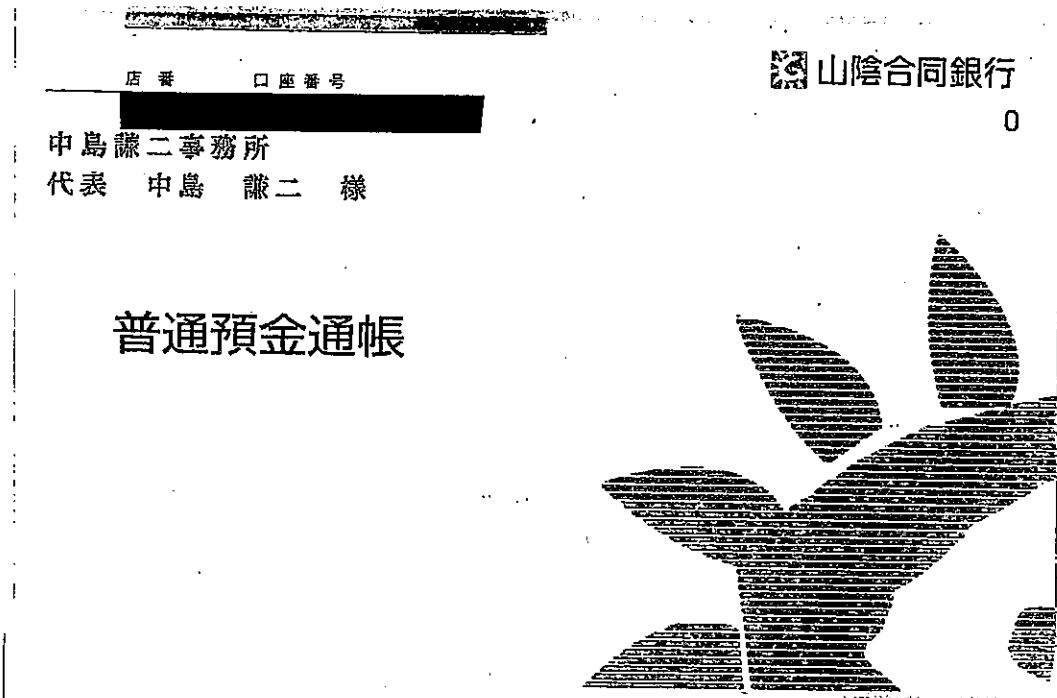 店番 口座番号
山陰合同銀行
0
中島謙二事務所
代表 中島 謙二 様
普通預金通帳